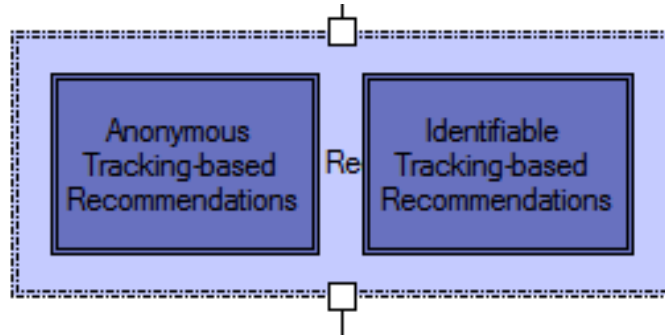 Anonymous
Tracking-based
Recommendations
Re
Identifiable
Tracking-based
Recommendations